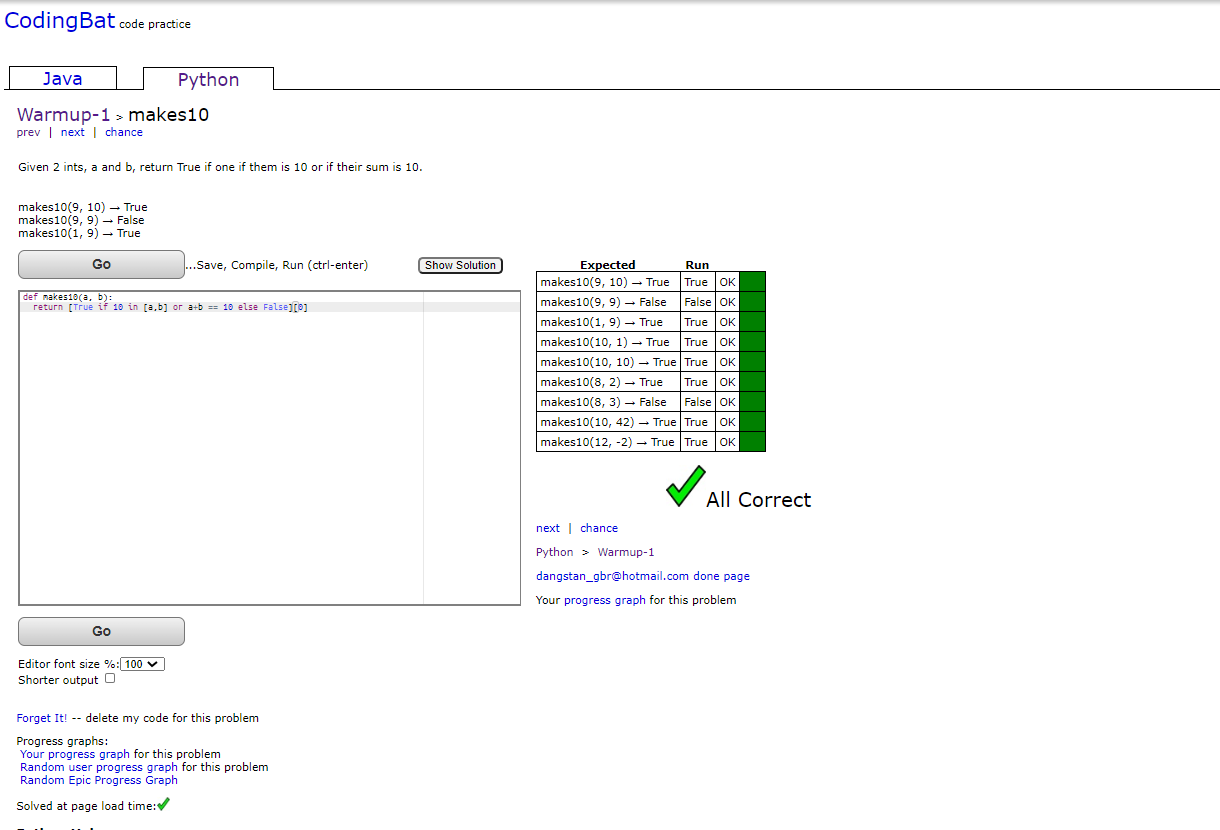 CodingBat code practice
Java
Python
Warmup-1 > makes10
prev | next | chance
Given 2 ints, a and b, return True if one if them is 10 or if their sum is 10.
makes10(9, 10) → True
makes10(9, 9) → False
makes10(1, 9) → True
Go
...Save, Compile, Run (ctrl-enter)
Show Solution
def makes10(a, b):
return [True if 10 in [a,b] or a+b == 10 else False][0]
Expected Run
makes10(9, 10) → True True OK
makes10(9, 9) → False False OK
makes10(1, 9) → True True OK
makes10(10, 1) → True True OK
makes10(10, 10) → True True OK
makes10(8, 2) → True True OK
makes10(8, 3) → False False OK
makes10(10, 42) → True True OK
makes10(12, -2) → True True OK
All Correct
next | chance
Python > Warmup-1
dangstan_gbr@hotmail.com done page
Your progress graph for this problem
Go
Editor font size %: 100
Shorter output
Forget It! -- delete my code for this problem
Progress graphs:
Your progress graph for this problem
Random user progress graph for this problem
Random Epic Progress Graph
Solved at page load time: